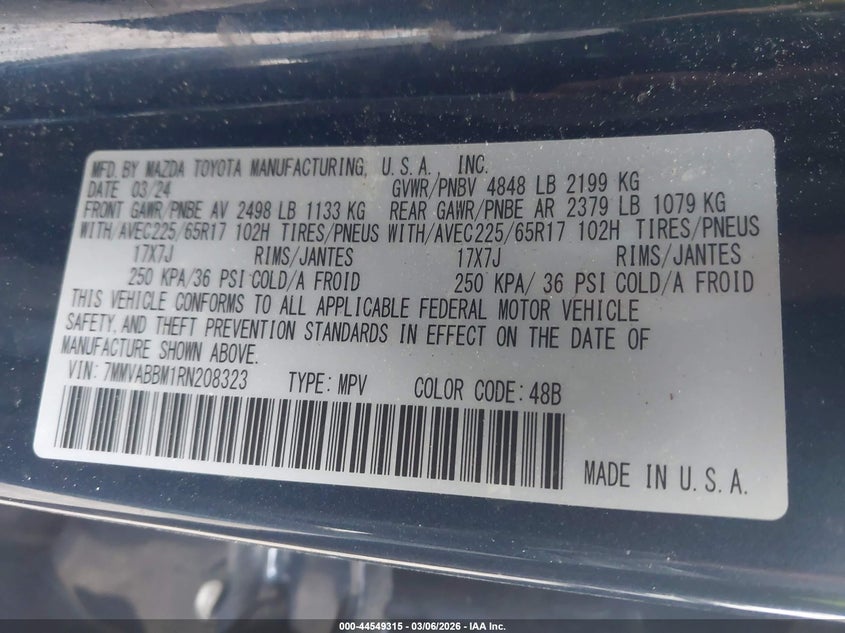 MFD. BY MAZDA TOYOTA MANUFACTURING, U.S.A. INC.
DATE 03/24 GVWR/PNBV 4848 LB 2199 KG
FRONT GAWR/PNBE AV 2498 LB 1133 KG REAR GAWR/PNBE AR 2379 LB 1079 KG
WITH/AVEC225/65R17 102H TIRES/PNEUS WITH/AVEC225/65R17 102H TIRES/PNEUS
17X7J RIMS/JANTES 17X7J RIMS/JANTES
250 KPA/36 PSI COLD/A FROID 250 KPA/ 36 PSI COLD/A FROID
THIS VEHICLE CONFORMS TO ALL APPLICABLE FEDERAL MOTOR VEHICLE
SAFETY, AND THEFT PREVENTION STANDARDS IN EFFECT ON THE DATE OF
MANUFACTURE SHOWN ABOVE.
VIN: 7MMVABBM1RN208323 TYPE: MPV COLOR CODE: 48B
MADE IN U.S.A.
000-44549315 - 03/06/2026 - IAA Inc.